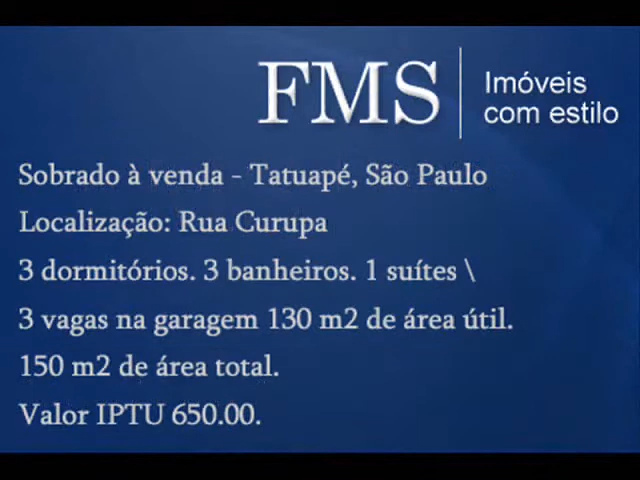 FMS
Imóveis
com estilo
Sobrado à venda - Tatuapé, São Paulo
Localização: Rua Curupa
3 dormitórios. 3 banheiros. 1 suítes \
3 vagas na garagem 130 m2 de área útil.
150 m2 de área total.
Valor IPTU 650.00.